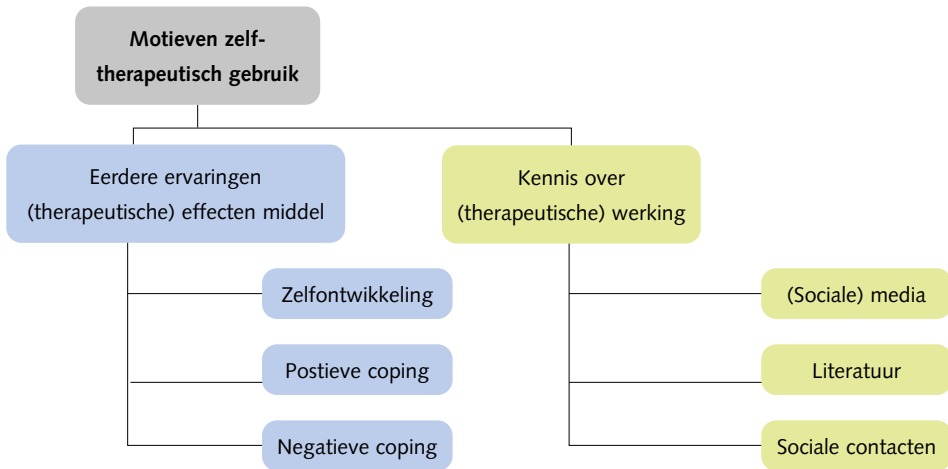 Motieven zelf-
therapeutisch gebruik
Eerdere ervaringen
(therapeutische) effecten middel
Zelfontwikkeling
Postieve coping
Negatieve coping
Kennis over
(therapeutische) werking
(Sociale) media
Literatuur
Sociale contacten